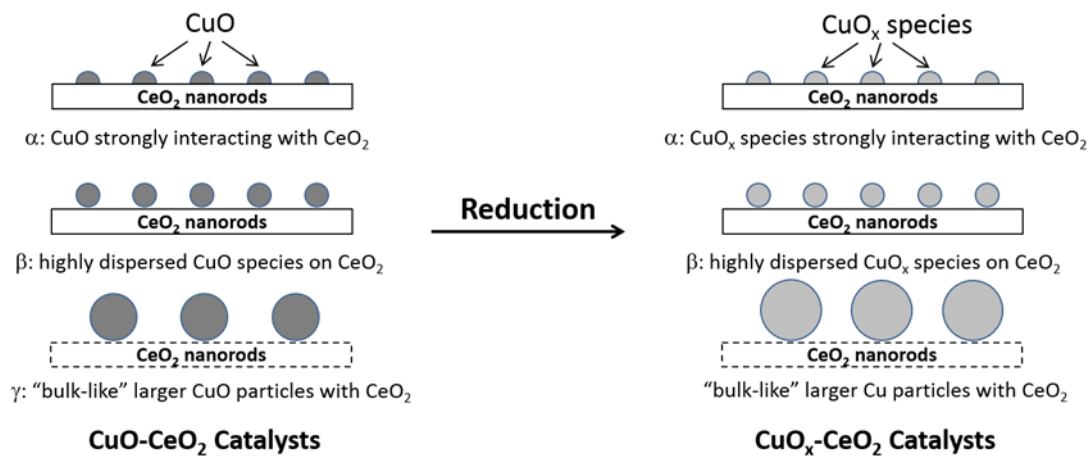 CuO
CeO₂ nanorods
α: CuO strongly interacting with CeO₂
CeO₂ nanorods
β: highly dispersed CuO species on CeO₂
CeO₂ nanorods
γ: “bulk-like” larger CuO particles with CeO₂
CuO-CeO₂ Catalysts
Reduction
CuOₓ species
CeO₂ nanorods
α: CuOₓ species strongly interacting with CeO₂
CeO₂ nanorods
β: highly dispersed CuOₓ species on CeO₂
CeO₂ nanorods
“bulk-like” larger Cu particles with CeO₂
CuOₓ-CeO₂ Catalysts